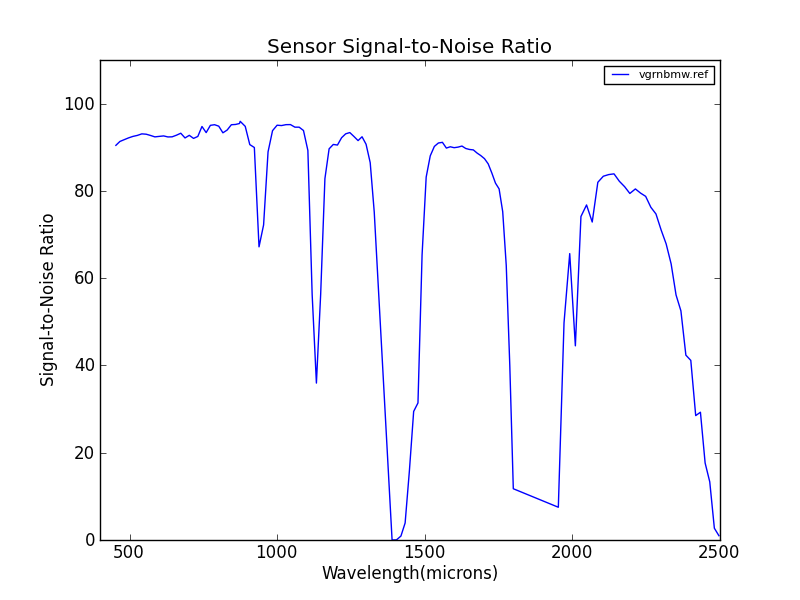 Sensor Signal-to-Noise Ratio
vgrnbmw.ref
Signal-to-Noise Ratio
100
80
60
40
20
0
500 1000 1500 2000 2500
Wavelength(microns)